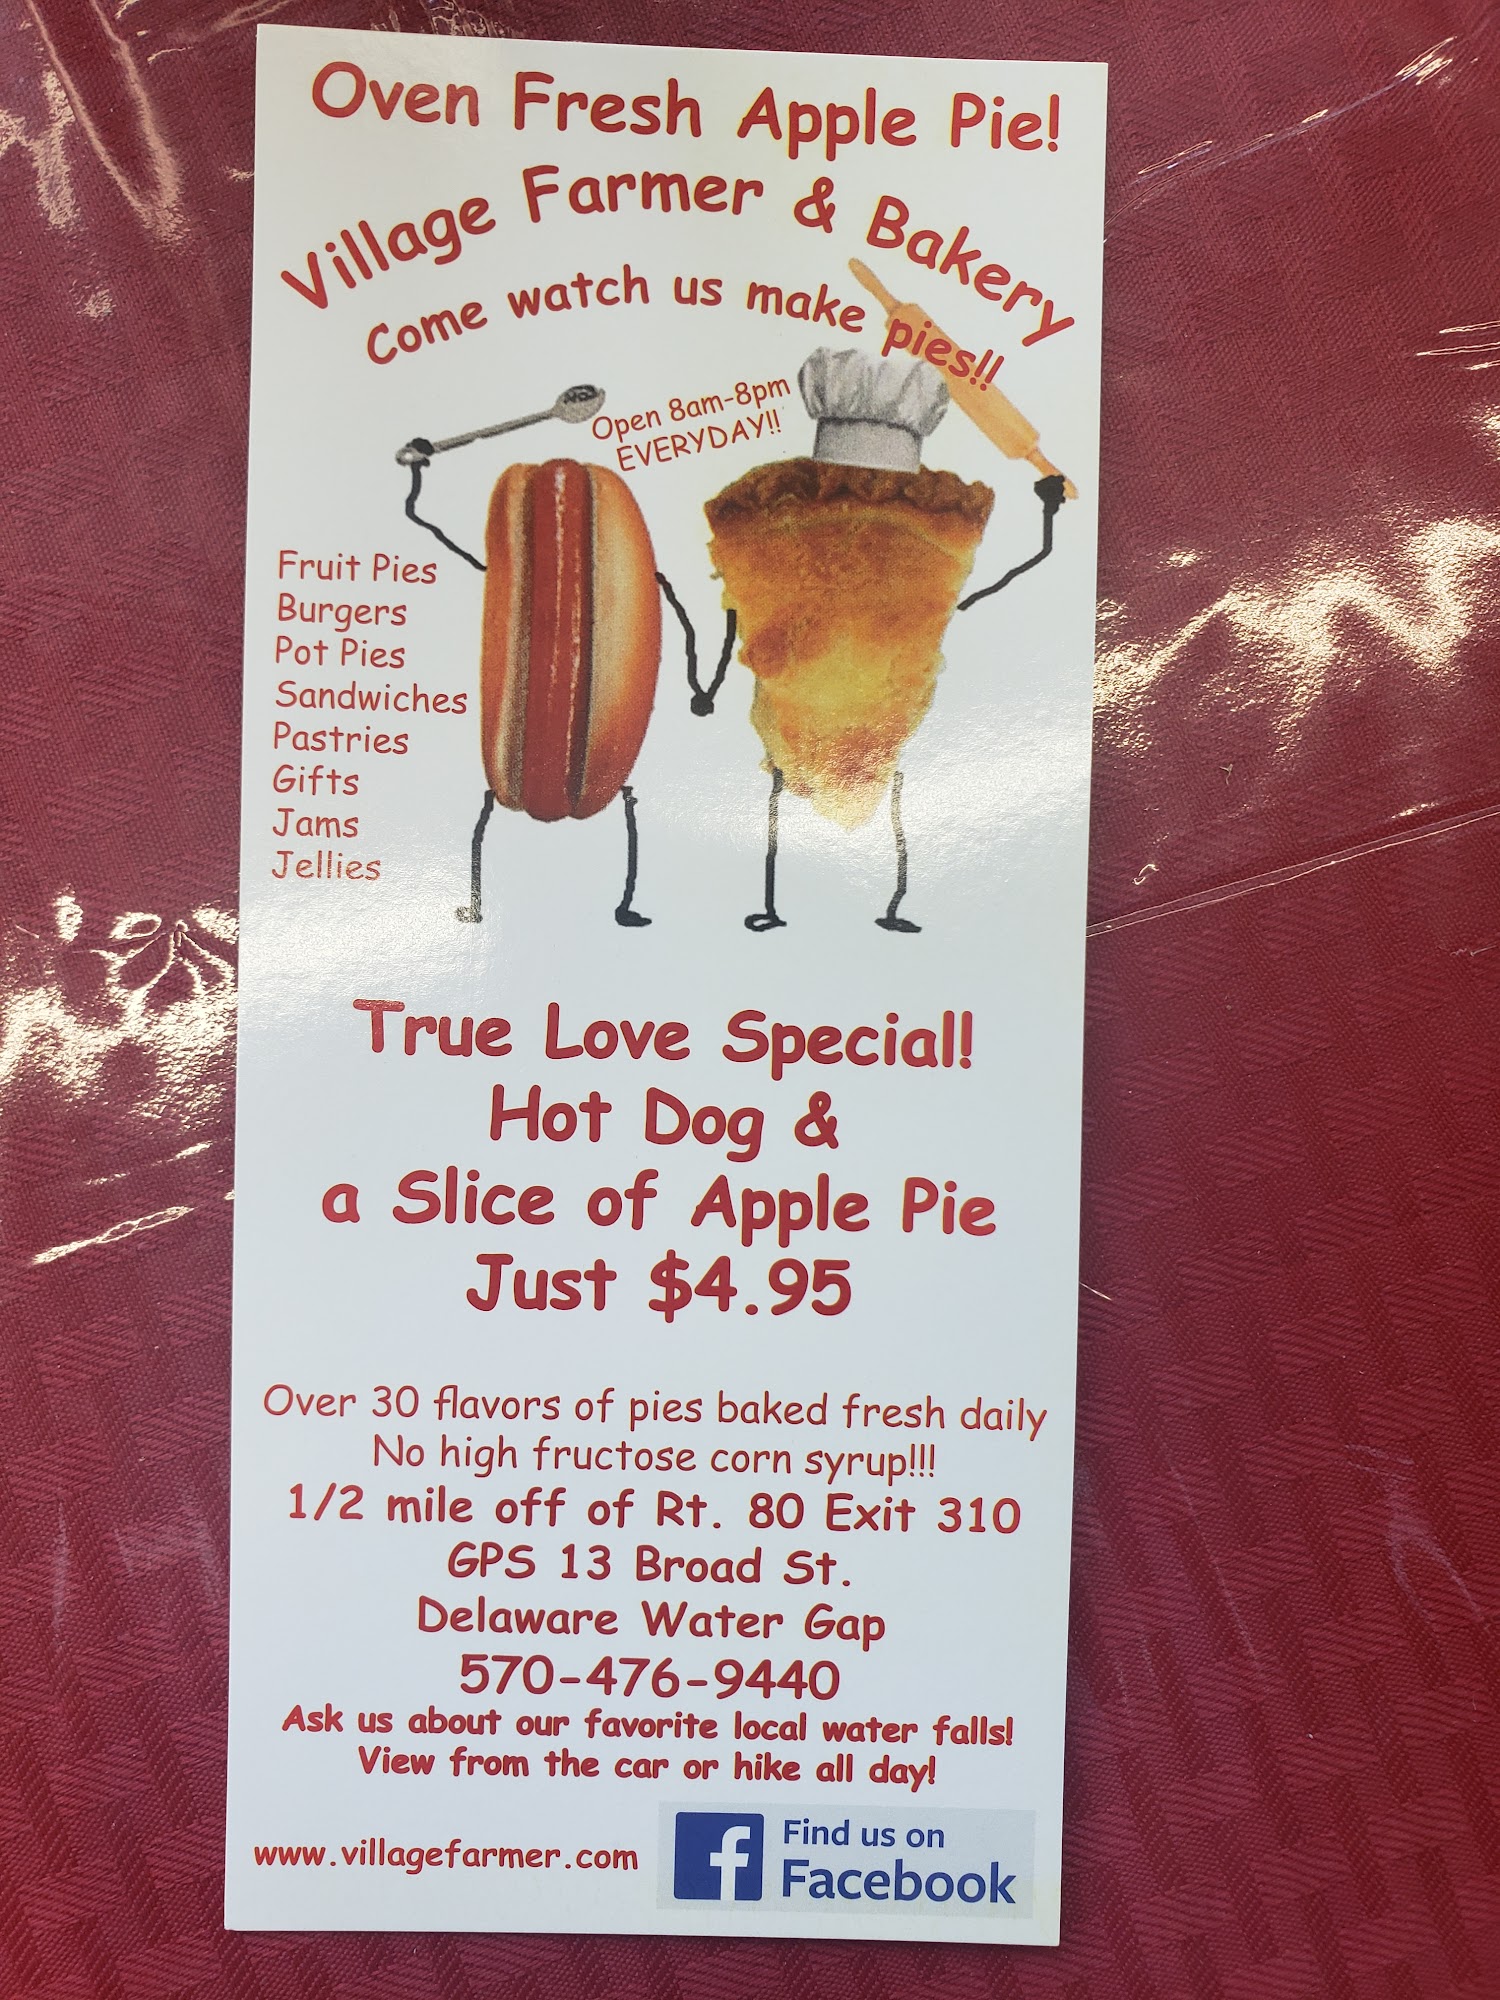 Oven Fresh Apple Pie!
Village Farmer & Bakery
Come watch us make pies!!
Open 8am-8pm
EVERYDAY!!
Fruit Pies
Burgers
Pot Pies
Sandwiches
Pastries
Gifts
Jams
Jellies
True Love Special!
Hot Dog &
a Slice of Apple Pie
Just $4.95
Over 30 flavors of pies baked fresh daily
No high fructose corn syrup!!!
1/2 mile off of Rt. 80 Exit 310
GPS 13 Broad St.
Delaware Water Gap
570-476-9440
Ask us about our favorite local water falls!
View from the car or hike all day!
www.villagefarmer.com
f Find us on
Facebook